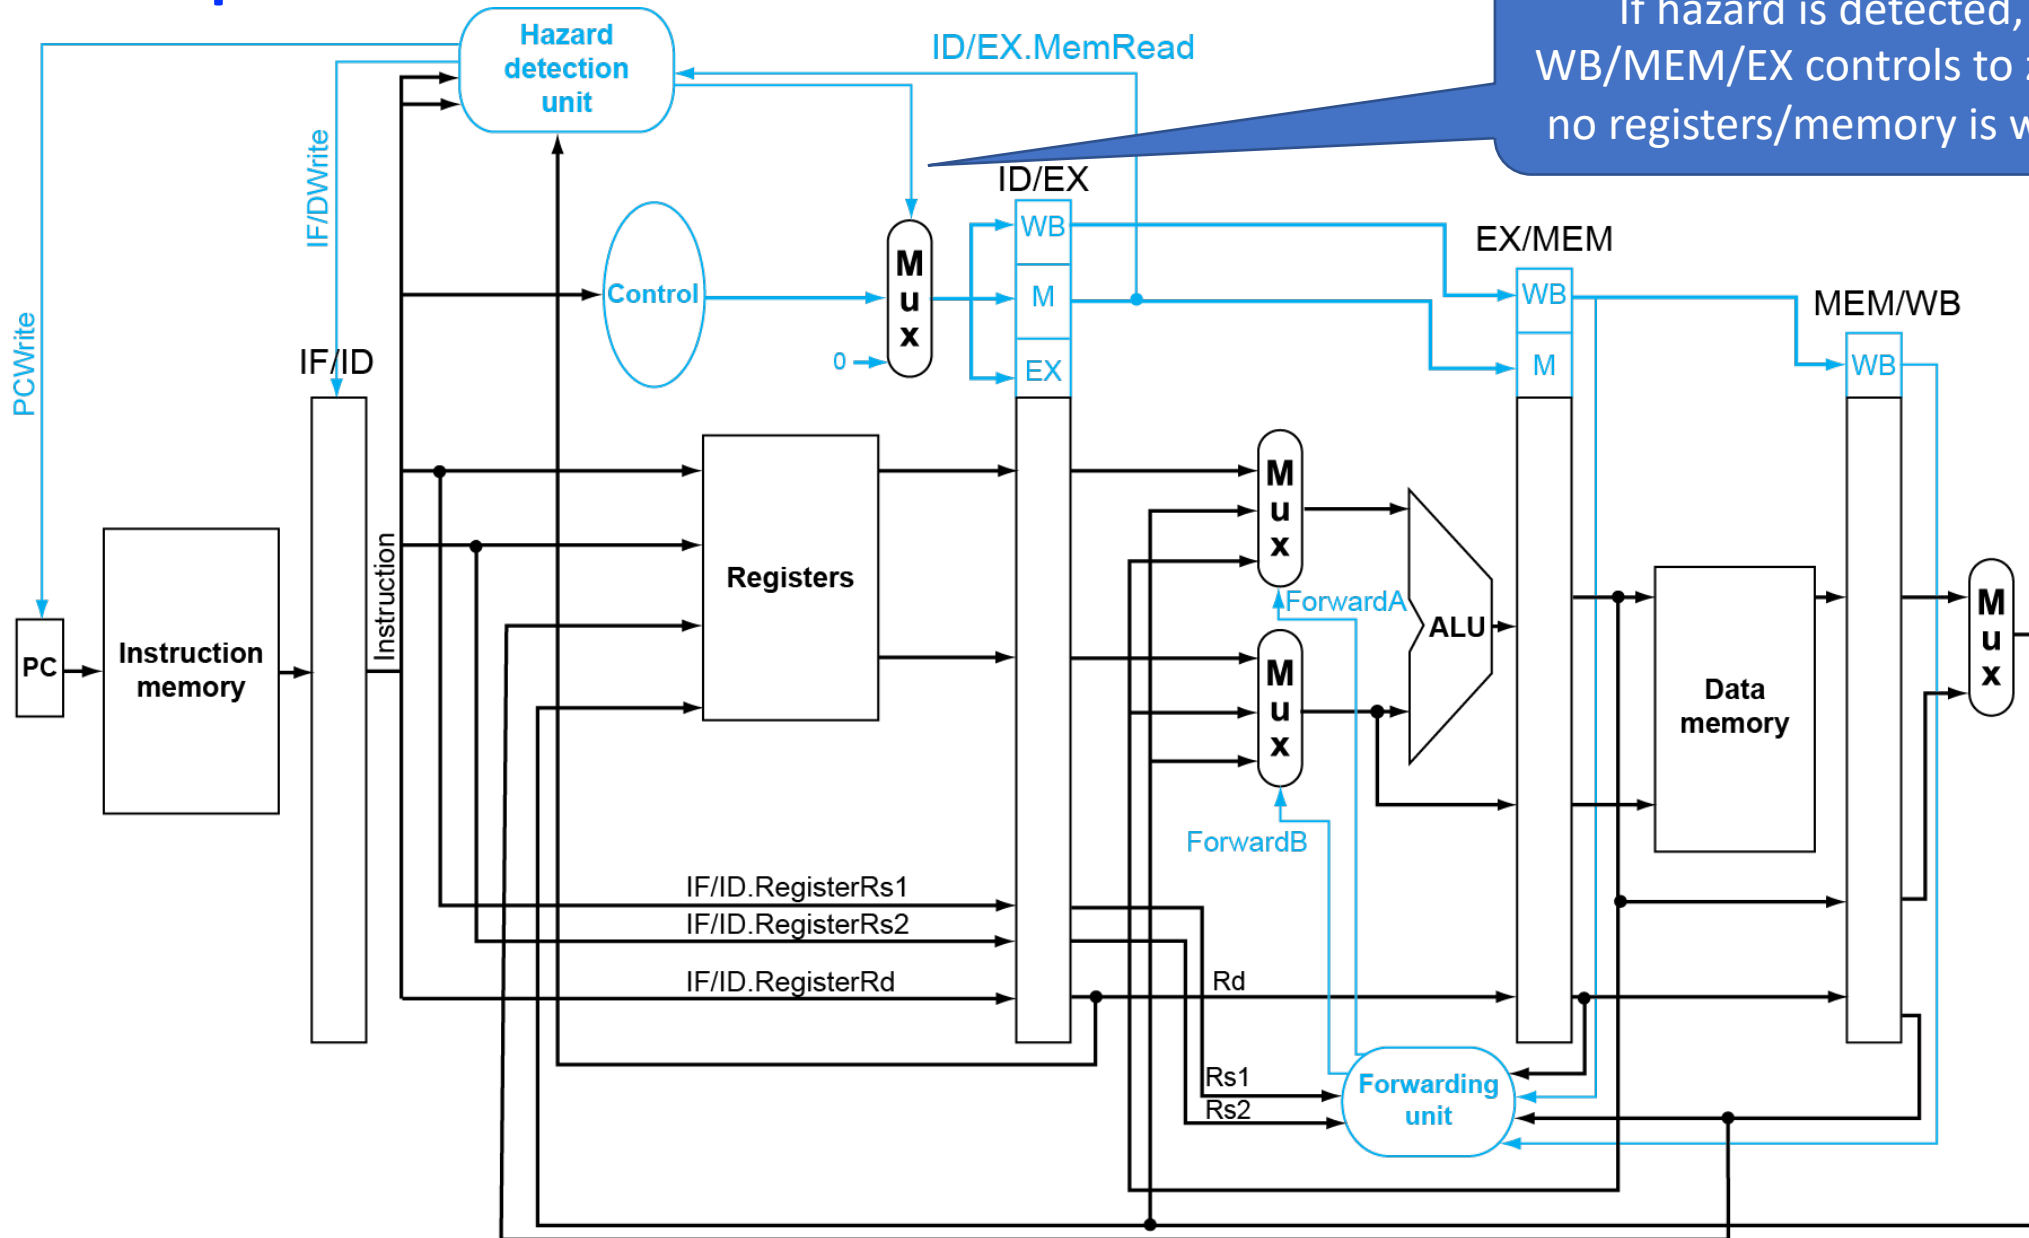 If hazard is detected,
WB/MEM/EX controls to
no registers/memory is
Hazard
detection
unit
ID/EX.MemRead
IF/DWrite
PCWrite
ID/EX
WB
M
EX
Control
0
M
u
x
EX/MEM
WB
M
MEM/WB
WB
IF/ID
Instruction
PC
Instruction
memory
Registers
M
u
x
ForwardA
M
u
x
ForwardB
ALU
Data
memory
M
u
x
IF/ID.RegisterRs1
IF/ID.RegisterRs2
IF/ID.RegisterRd
Rd
Rs1
Rs2
Forwarding
unit